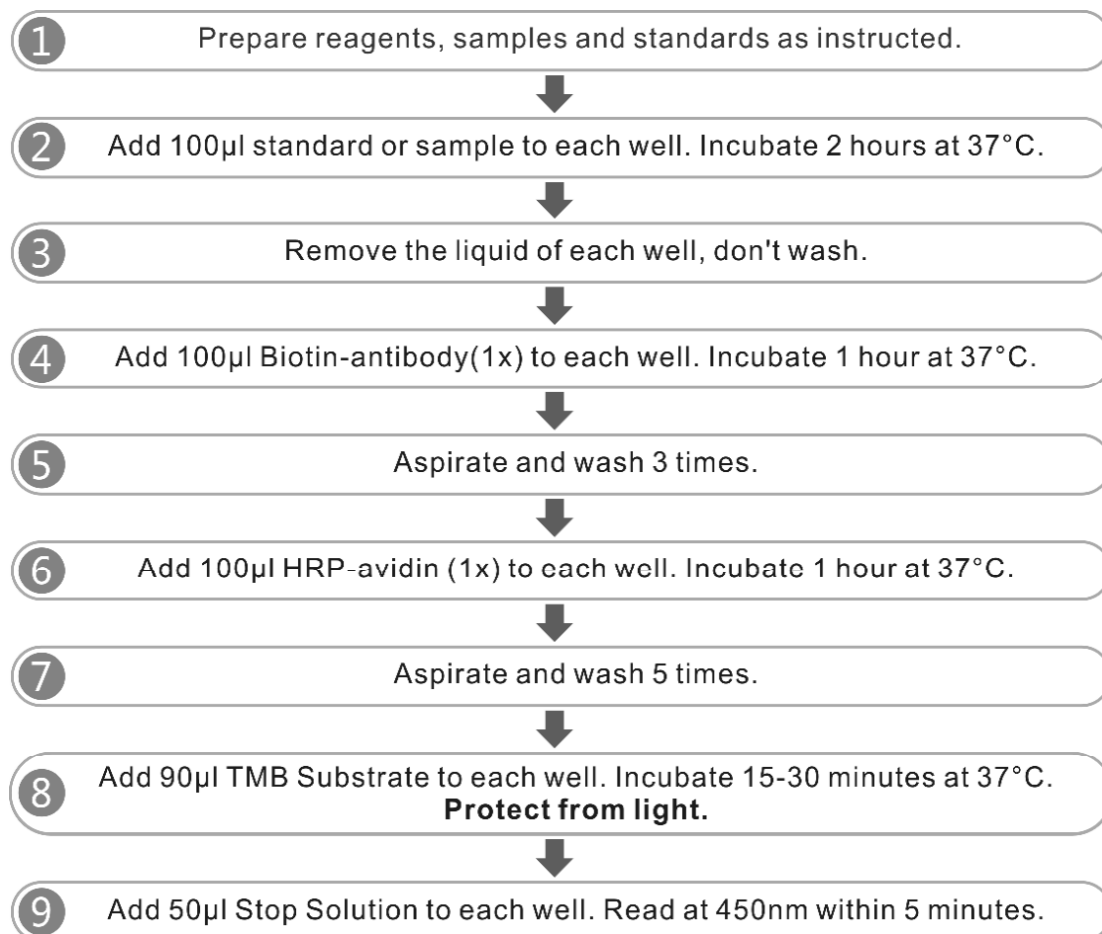 1 Prepare reagents, samples and standards as instructed.
2 Add 100µl standard or sample to each well. Incubate 2 hours at 37°C.
3 Remove the liquid of each well, don't wash.
4 Add 100µl Biotin-antibody(1x) to each well. Incubate 1 hour at 37°C.
5 Aspirate and wash 3 times.
6 Add 100µl HRP-avidin (1x) to each well. Incubate 1 hour at 37°C.
7 Aspirate and wash 5 times.
8 Add 90µl TMB Substrate to each well. Incubate 15-30 minutes at 37°C.
Protect from light.
9 Add 50µl Stop Solution to each well. Read at 450nm within 5 minutes.